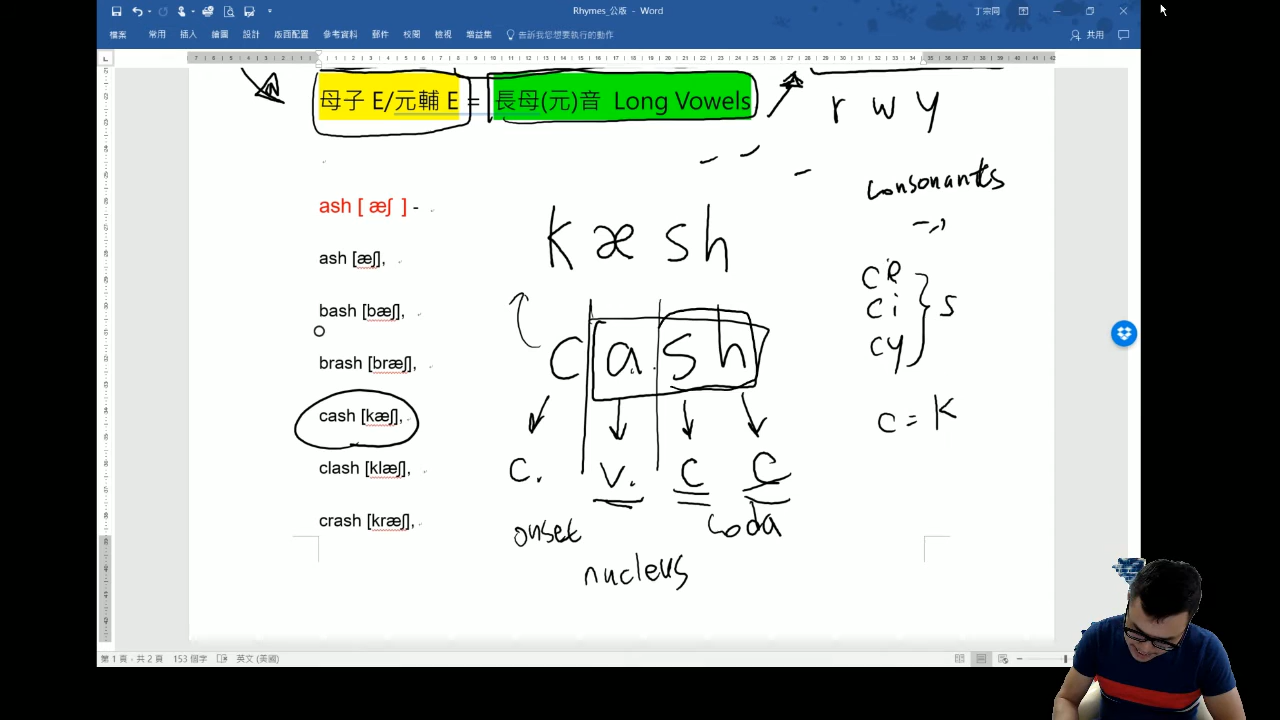 Rhymes_公版 - Word
丁宗同
檔案 常用 插入 繪圖 設計 版面配置 參考資料 郵件 校閱 檢視 增益集 告訴我您想要執行的動作 共用
母子 E/元輔 E = 長母(元)音 Long Vowels
r w y
consonants
ash [ æʃ ] -
k æ sh
ash [æʃ],
ce
ci
cy
s
bash [bæʃ],
c a sh
brash [bræʃ],
cash [kæʃ],
c = k
clash [klæʃ],
c. v. c c
crash [kræʃ],
onset
coda
nucleus
第 1 頁，共 2 頁 153 個字 英文 (美國)